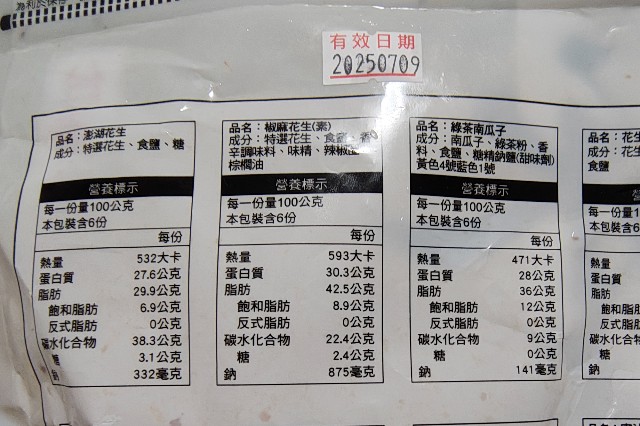 有效日期
20250709
品名：澎湖花生
成分：特選花生、食鹽、糖
營養標示
每一份量100公克
本包裝含6份
每份
熱量 532大卡
蛋白質 27.6公克
脂肪 29.9公克
飽和脂肪 6.9公克
反式脂肪 0公克
碳水化合物 38.3公克
糖 3.1公克
鈉 332毫克
品名：椒麻花生(素)
成分：特選花生、食鹽、
辛調味料、味精、辣椒
棕櫚油
營養標示
每一份量100公克
本包裝含6份
每份
熱量 593大卡
蛋白質 30.3公克
脂肪 42.5公克
飽和脂肪 8.9公克
反式脂肪 0公克
碳水化合物 22.4公克
糖 2.4公克
鈉 875毫克
品名：綠茶南瓜子
成分：南瓜子、綠茶粉、香
料、食鹽、糖精鈉鹽(甜味劑)
黃色4號藍色1號
營養標示
每一份量100公克
本包裝含6份
每份
熱量 471大卡
蛋白質 28公克
脂肪 36公克
飽和脂肪 12公克
反式脂肪 0公克
碳水化合物 9公克
糖 0公克
鈉 141毫克
品名：花生
成分：花生
食鹽
每一份量1
本包裝含6
熱量
蛋白質
脂肪
飽和脂
反式脂
碳水化合
糖
鈉